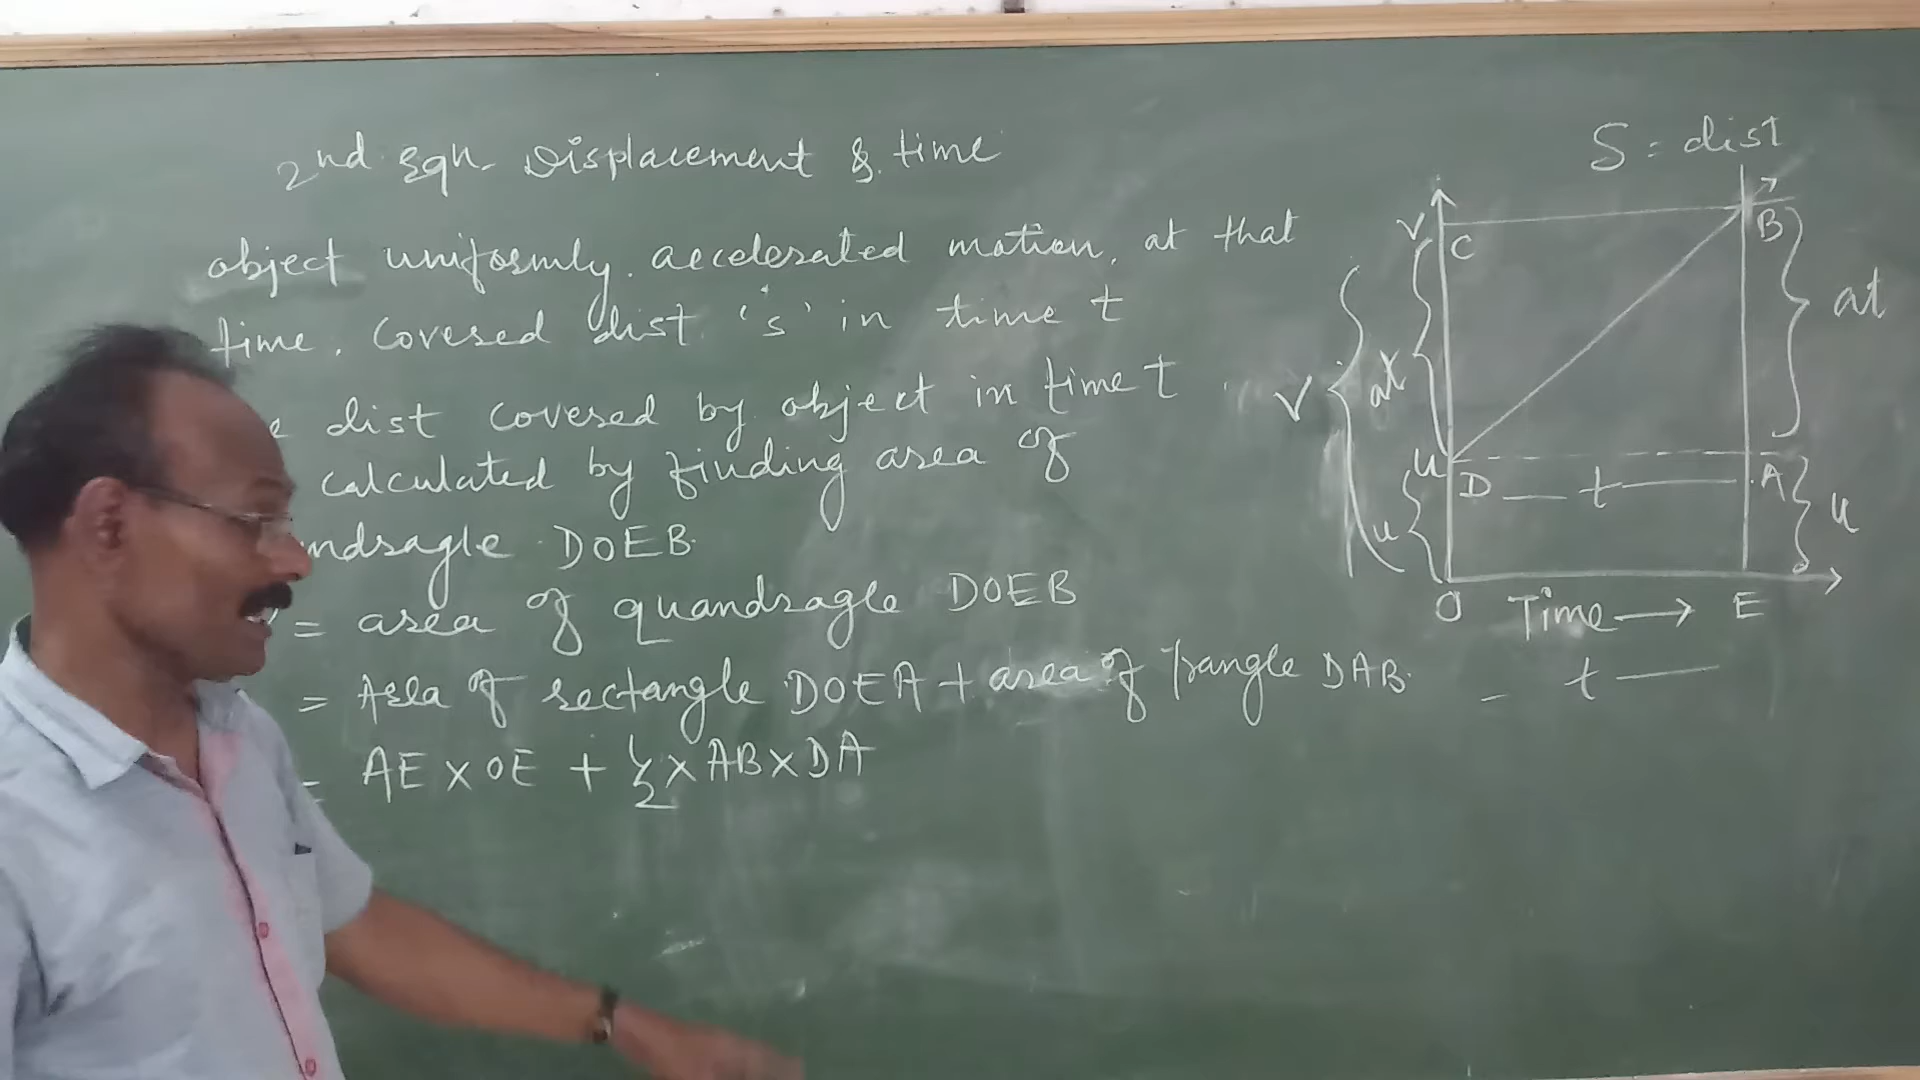 2nd Eqn. Displacement & time
object uniformly. accelerated motion, at that
time. Covered dist 's' in time t
dist covered by object in time t
calculated by finding area of
DOEB
= area of quandragle DOEB
= Area of rectangle DOEA + area of Trangle DAB.
= AE x OE + 1/2 x AB x DA
S = dist
V
C
B
at
at
V
u
D — t — A
u
u
O Time → E
t —